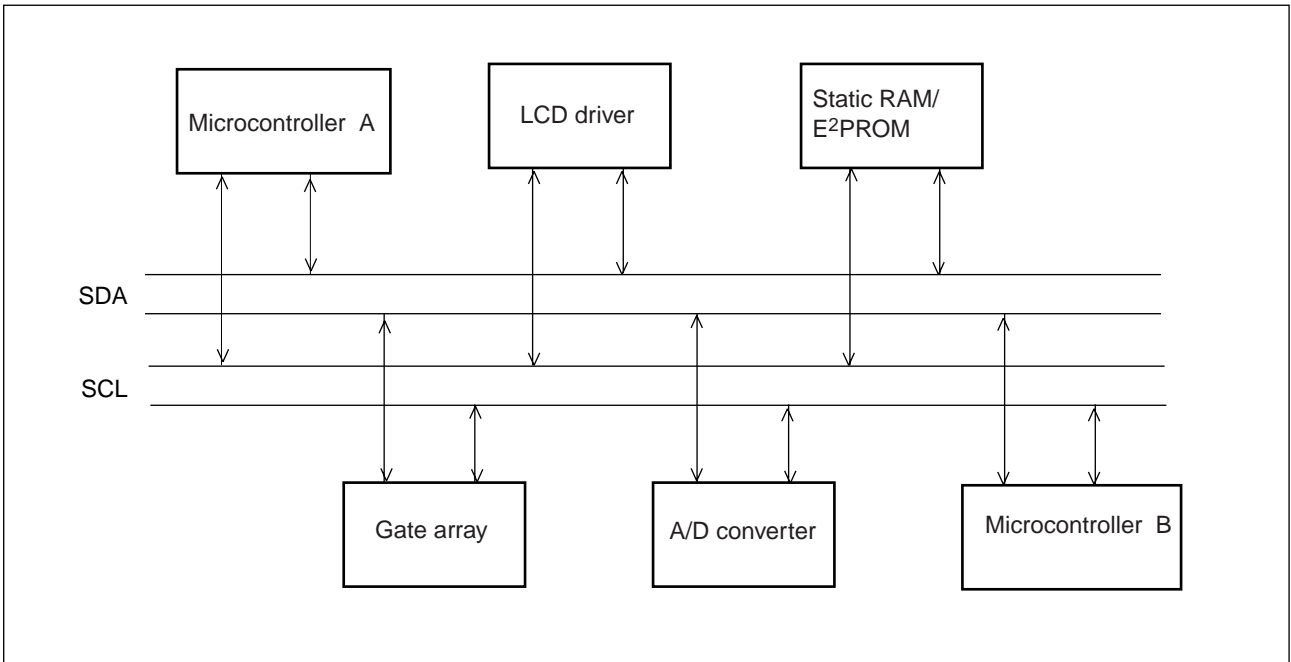 Microcontroller A
LCD driver
Static RAM/
E²PROM
SDA
SCL
Gate array
A/D converter
Microcontroller B